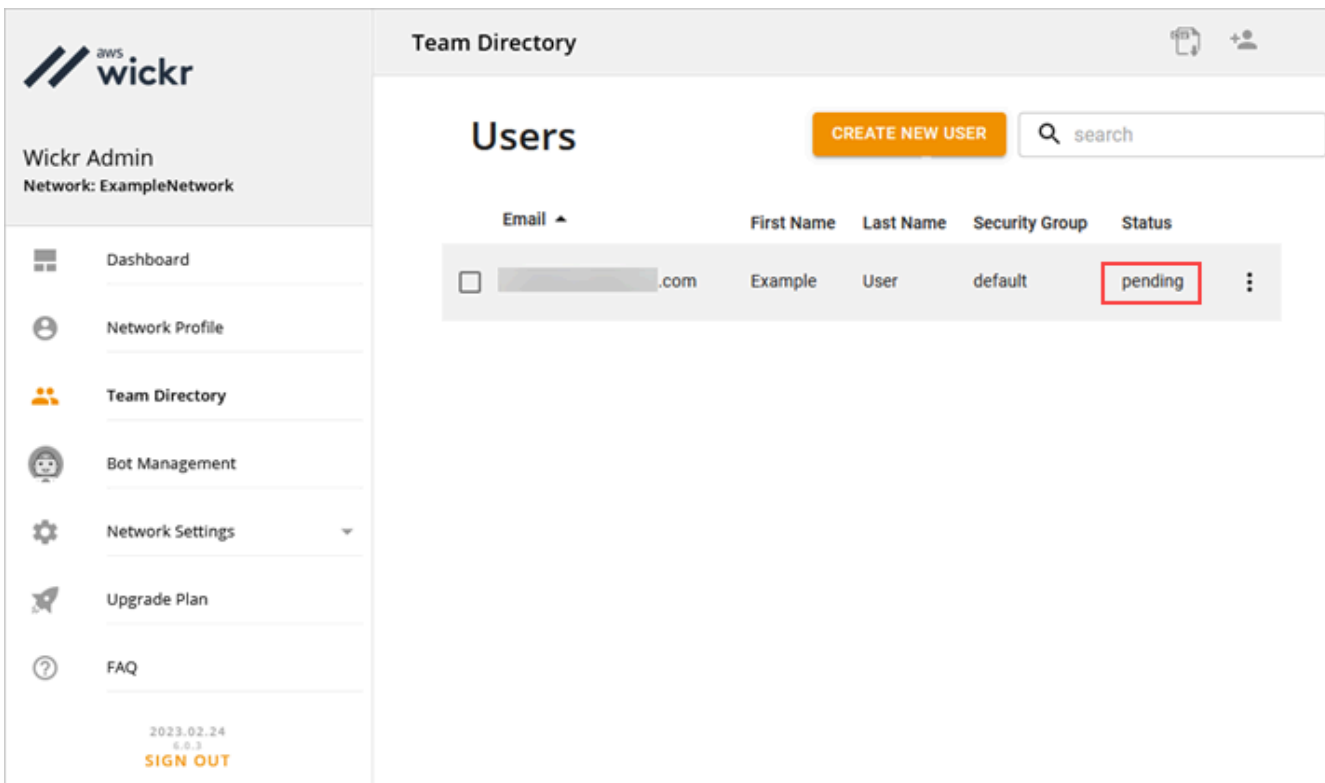 aws
wickr
Wickr Admin
Network: ExampleNetwork
Dashboard
Network Profile
Team Directory
Bot Management
Network Settings
Upgrade Plan
FAQ
2023.02.24
6.0.3
SIGN OUT
Team Directory
Users
CREATE NEW USER
search
Email First Name Last Name Security Group Status
.com Example User default pending